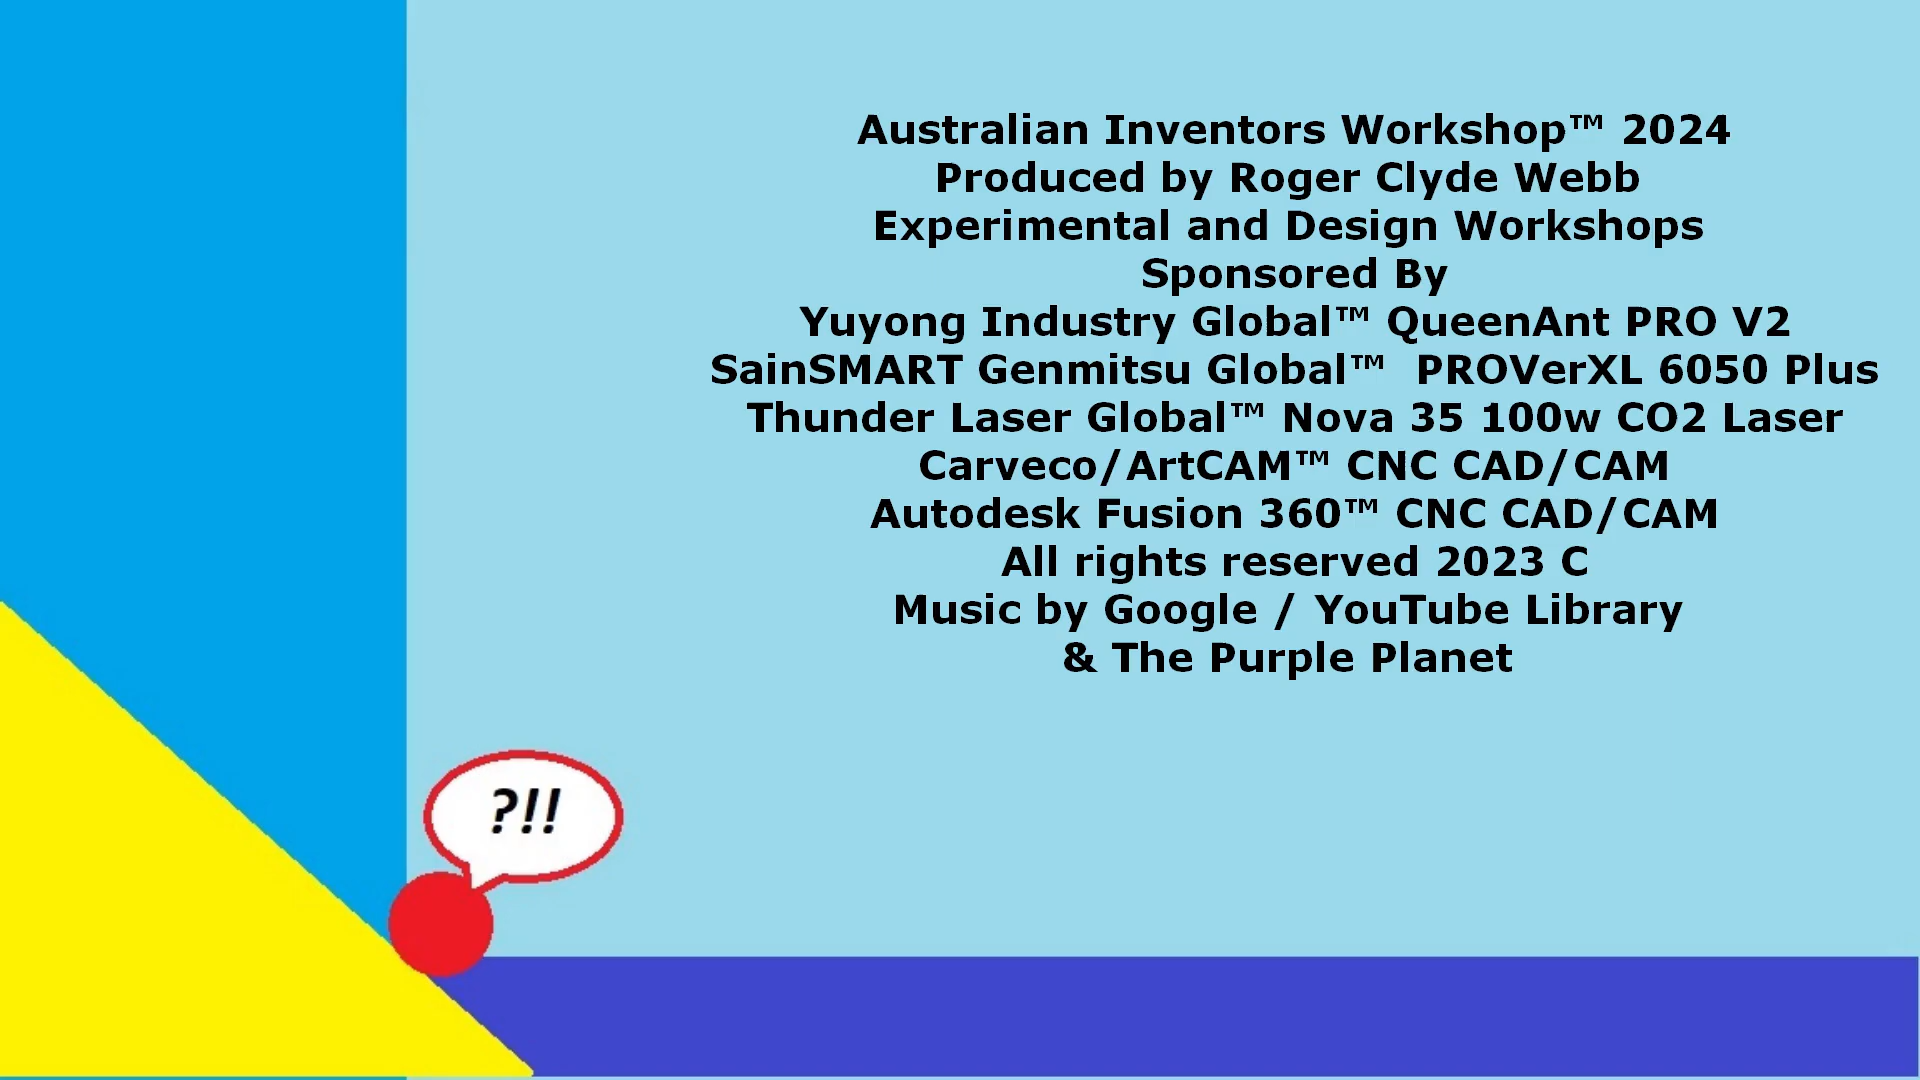 Australian Inventors Workshop™ 2024
Produced by Roger Clyde Webb
Experimental and Design Workshops
Sponsored By
Yuyong Industry Global™ QueenAnt PRO V2
SainSMART Genmitsu Global™  PROVerXL 6050 Plus
Thunder Laser Global™ Nova 35 100w CO2 Laser
Carveco/ArtCAM™ CNC CAD/CAM
Autodesk Fusion 360™ CNC CAD/CAM
All rights reserved 2023 C
Music by Google / YouTube Library
& The Purple Planet
?!!